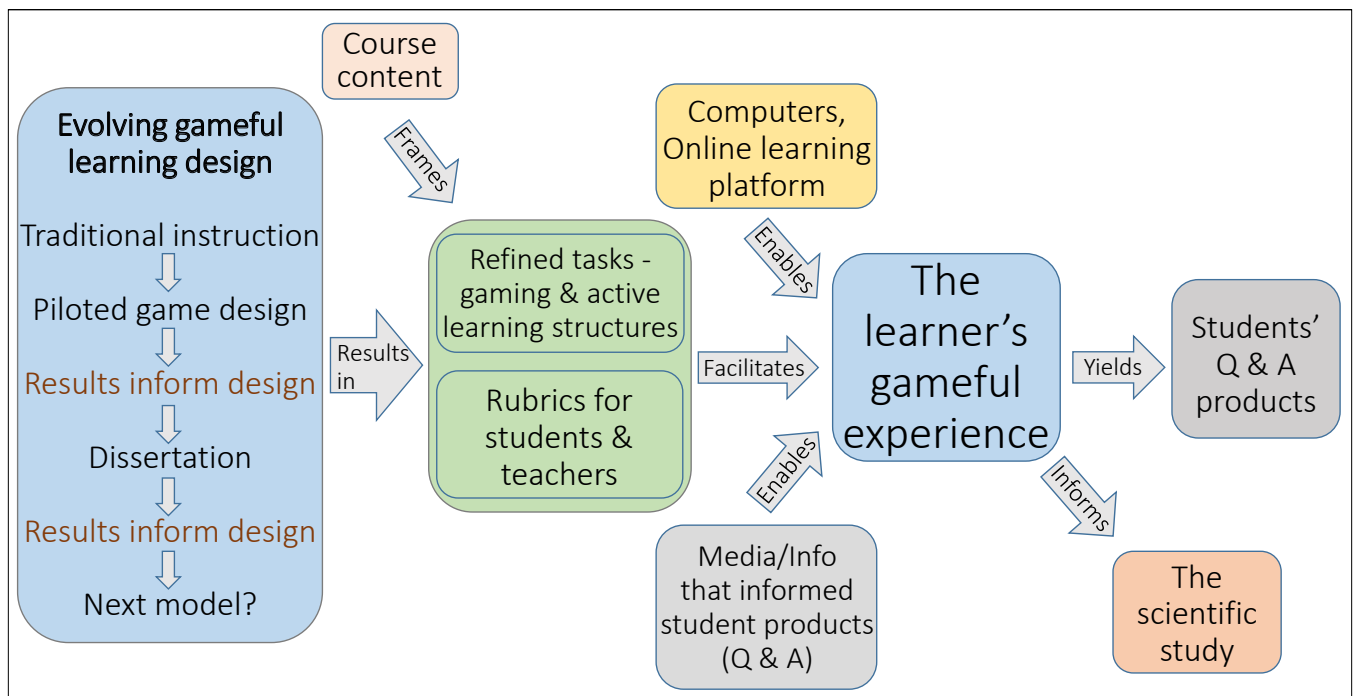 Course
content
Frames
Evolving gameful
learning design
Traditional instruction
Piloted game design
Results inform design
Dissertation
Results inform design
Next model?
Results
in
Refined tasks -
gaming & active
learning structures
Rubrics for
students &
teachers
Facilitates
Computers,
Online learning
platform
Enables
Media/Info
that informed
student products
(Q & A)
Enables
The
learner’s
gameful
experience
Yields
Students’
Q & A
products
Informs
The
scientific
study